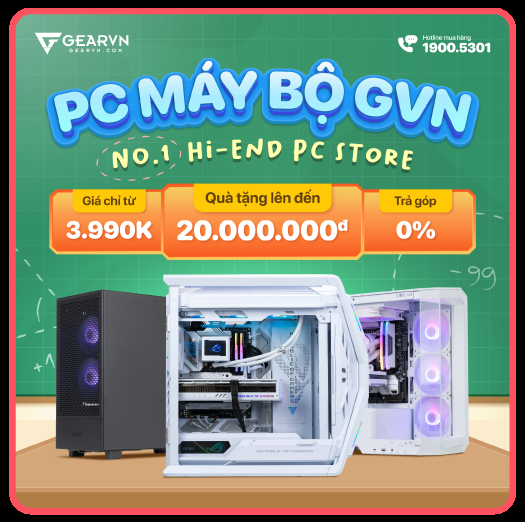 GEARVN
GEARVN.COM
Hotline mua hàng
1900.5301
PC MÁY BỘ GVN
NO.1 Hi-END PC STORE
Giá chỉ từ
3.990K
Quà tặng lên đến
20.000.000đ
Trả góp
0%
-99